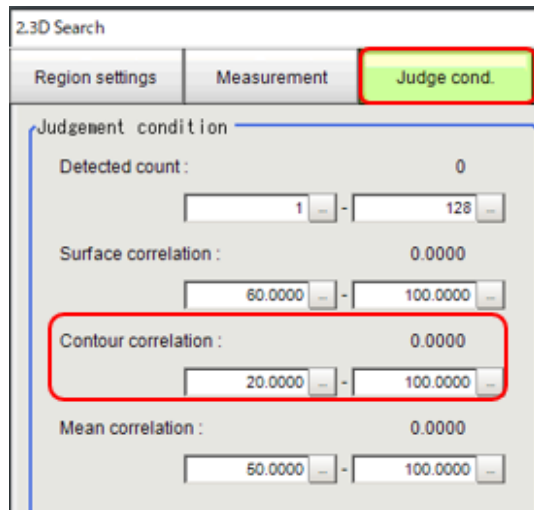 2.3D Search
Region settings Measurement Judge cond.
Judgement condition
Detected count : 0
1 ... - 128 ...
Surface correlation : 0.0000
60.0000 ... - 100.0000 ...
Contour correlation : 0.0000
20.0000 ... - 100.0000 ...
Mean correlation : 0.0000
50.0000 ... - 100.0000 ...